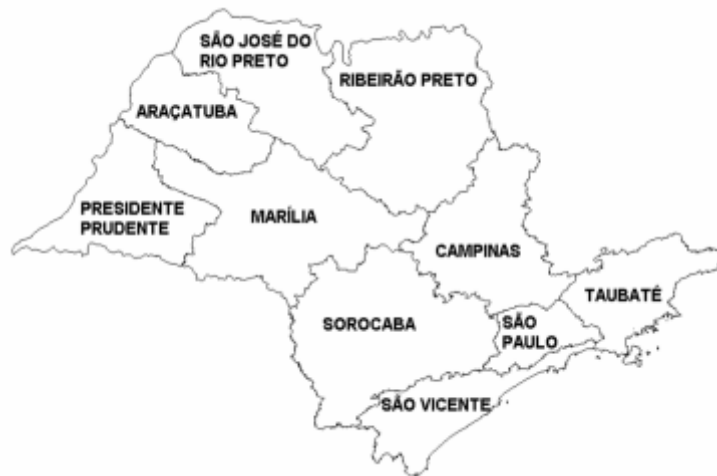 SÃO JOSÉ DO
RIO PRETO
RIBEIRÃO PRETO
ARAÇATUBA
PRESIDENTE
PRUDENTE
MARÍLIA
CAMPINAS
TAUBATÉ
SOROCABA
SÃO
PAULO
SÃO VICENTE